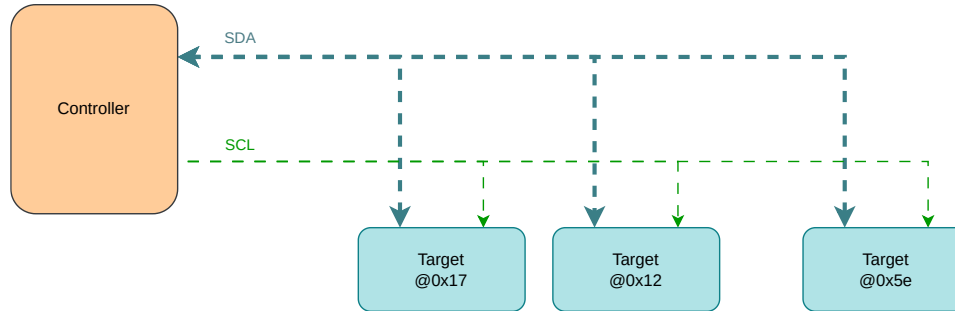 SDA
Controller
SCL
Target
@0x17
Target
@0x12
Target
@0x5e